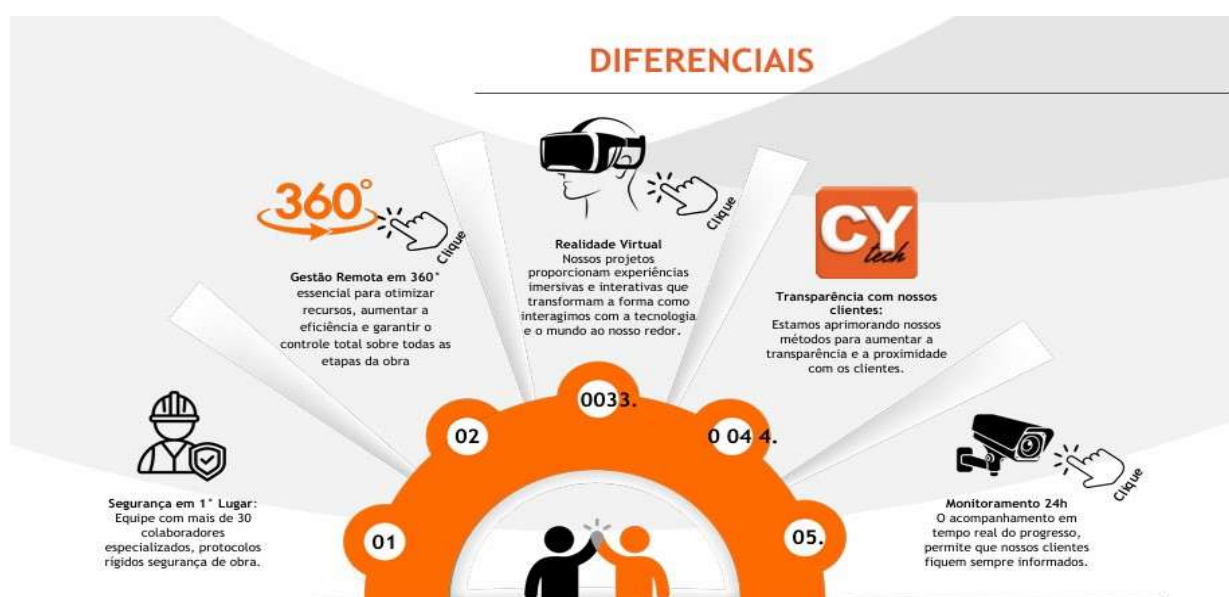 DIFERENCIAIS
360°
Clique
Gestão Remota em 360°
essencial para otimizar
recursos, aumentar a
eficiência e garantir o
controle total sobre todas as
etapas da obra
Clique
Realidade Virtual
Nossos projetos
proporcionam experiências
imersivas e interativas que
transformam a forma como
interagimos com a tecnologia
e o mundo ao nosso redor.
CY
tech
Transparência com nossos
clientes:
Estamos aprimorando nossos
métodos para aumentar a
transparência e a proximidade
com os clientes.
Segurança em 1° Lugar:
Equipe com mais de 30
colaboradores
especializados, protocolos
rígidos segurança de obra.
01
02
0033.
0 04 4.
05.
Clique
Monitoramento 24h
O acompanhamento em
tempo real do progresso,
permite que nossos clientes
fiquem sempre informados.